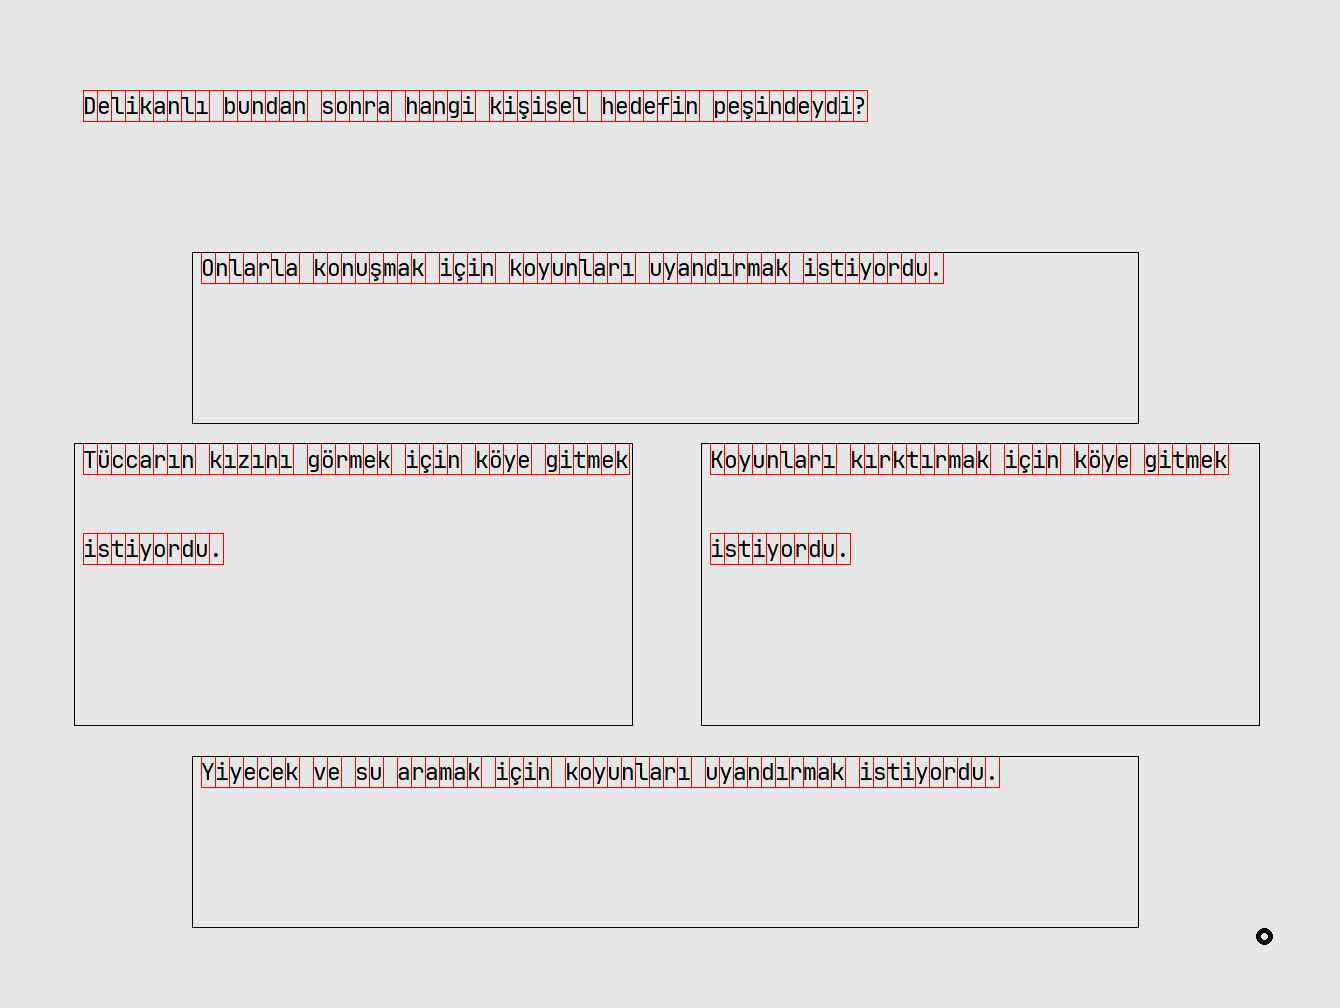 Delikanlı bundan sonra hangi kişisel hedefin peşindeydi?
Onlarla konuşmak için koyunları uyandırmak istiyordu.
Tüccarın kızını görmek için köye gitmek
istiyordu.
Koyunları kırktırmak için köye gitmek
istiyordu.
Yiyecek ve su aramak için koyunları uyandırmak istiyordu.